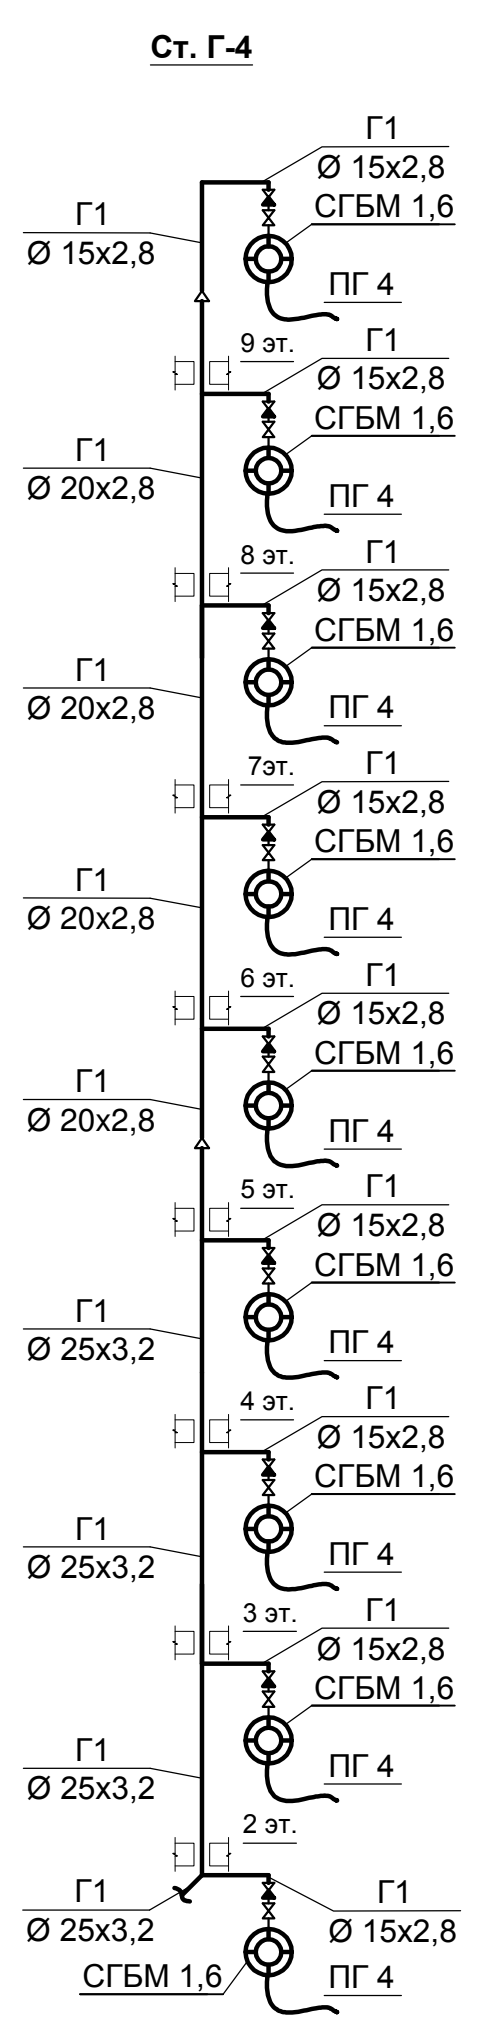 Ст. Г-4
Г1
Ø 15х2,8
СГБМ 1,6
Г1
Ø 15х2,8
ПГ 4
9 эт.
Г1
Ø 15х2,8
СГБМ 1,6
Г1
Ø 20х2,8
ПГ 4
8 эт.
Г1
Ø 15х2,8
СГБМ 1,6
Г1
Ø 20х2,8
ПГ 4
7эт.
Г1
Ø 15х2,8
СГБМ 1,6
Г1
Ø 20х2,8
ПГ 4
6 эт.
Г1
Ø 15х2,8
СГБМ 1,6
Г1
Ø 20х2,8
ПГ 4
5 эт.
Г1
Ø 15х2,8
СГБМ 1,6
Г1
Ø 25х3,2
ПГ 4
4 эт.
Г1
Ø 15х2,8
СГБМ 1,6
Г1
Ø 25х3,2
ПГ 4
3 эт.
Г1
Ø 15х2,8
СГБМ 1,6
Г1
Ø 25х3,2
ПГ 4
2 эт.
Г1
Ø 25х3,2
Г1
Ø 15х2,8
СГБМ 1,6
ПГ 4